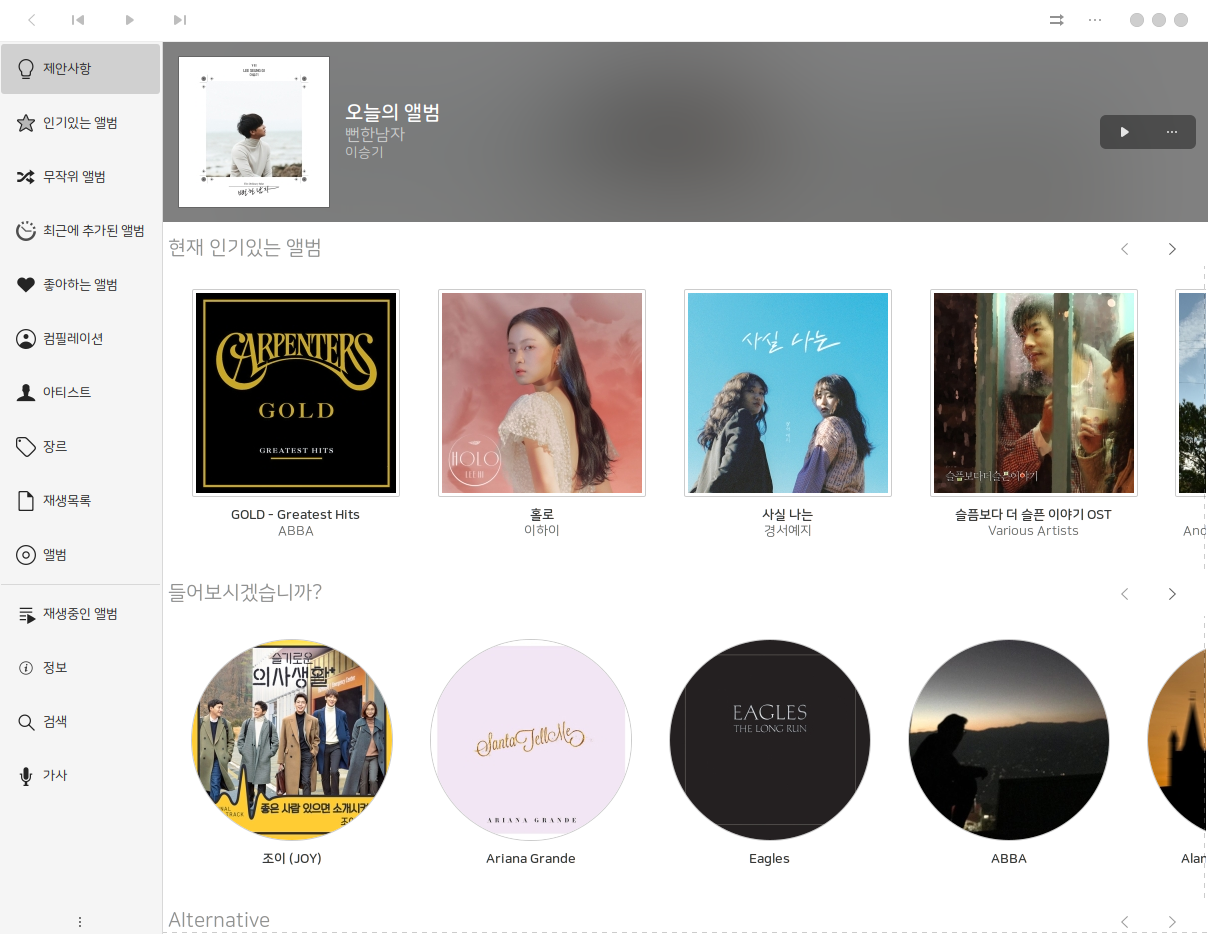 제안사항
인기있는 앨범
무작위 앨범
최근에 추가된 앨범
좋아하는 앨범
컴필레이션
아티스트
장르
재생목록
앨범
재생중인 앨범
정보
검색
가사
오늘의 앨범
뻔한남자
이승기
현재 인기있는 앨범
CARPENTERS
GOLD
GREATEST HITS
GOLD – Greatest Hits
ABBA
HOLO
LEE HI
홀로
이하이
사실 나는
사실 나는
경서예지
슬픔보다더슬픈이야기
슬픔보다 더 슬픈 이야기 OST
Various Artists
들어보시겠습니까?
슬기로운
의사생활
좋은 사람 있으면 소개시켜
조이 (JOY)
Santa Tell Me
ARIANA GRANDE
Ariana Grande
EAGLES
THE LONG RUN
Eagles
ABBA
Alan
Alternative